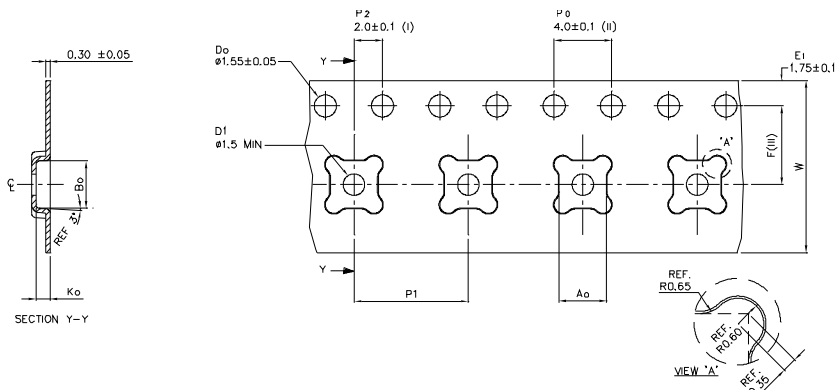 0.30 ±0.05
P2
2.0±0.1 (I)
Po
4.0±0.1 (II)
Do
ø1.55±0.05
Y
E1
1.75±0.1
D1
ø1.5 MIN
'A'
F(III)
W
Bo
REF 3°
Ko
SECTION Y-Y
Y
P1
Ao
REF.
R0.65
REF.
R0.60
REF.
VIEW 'A'